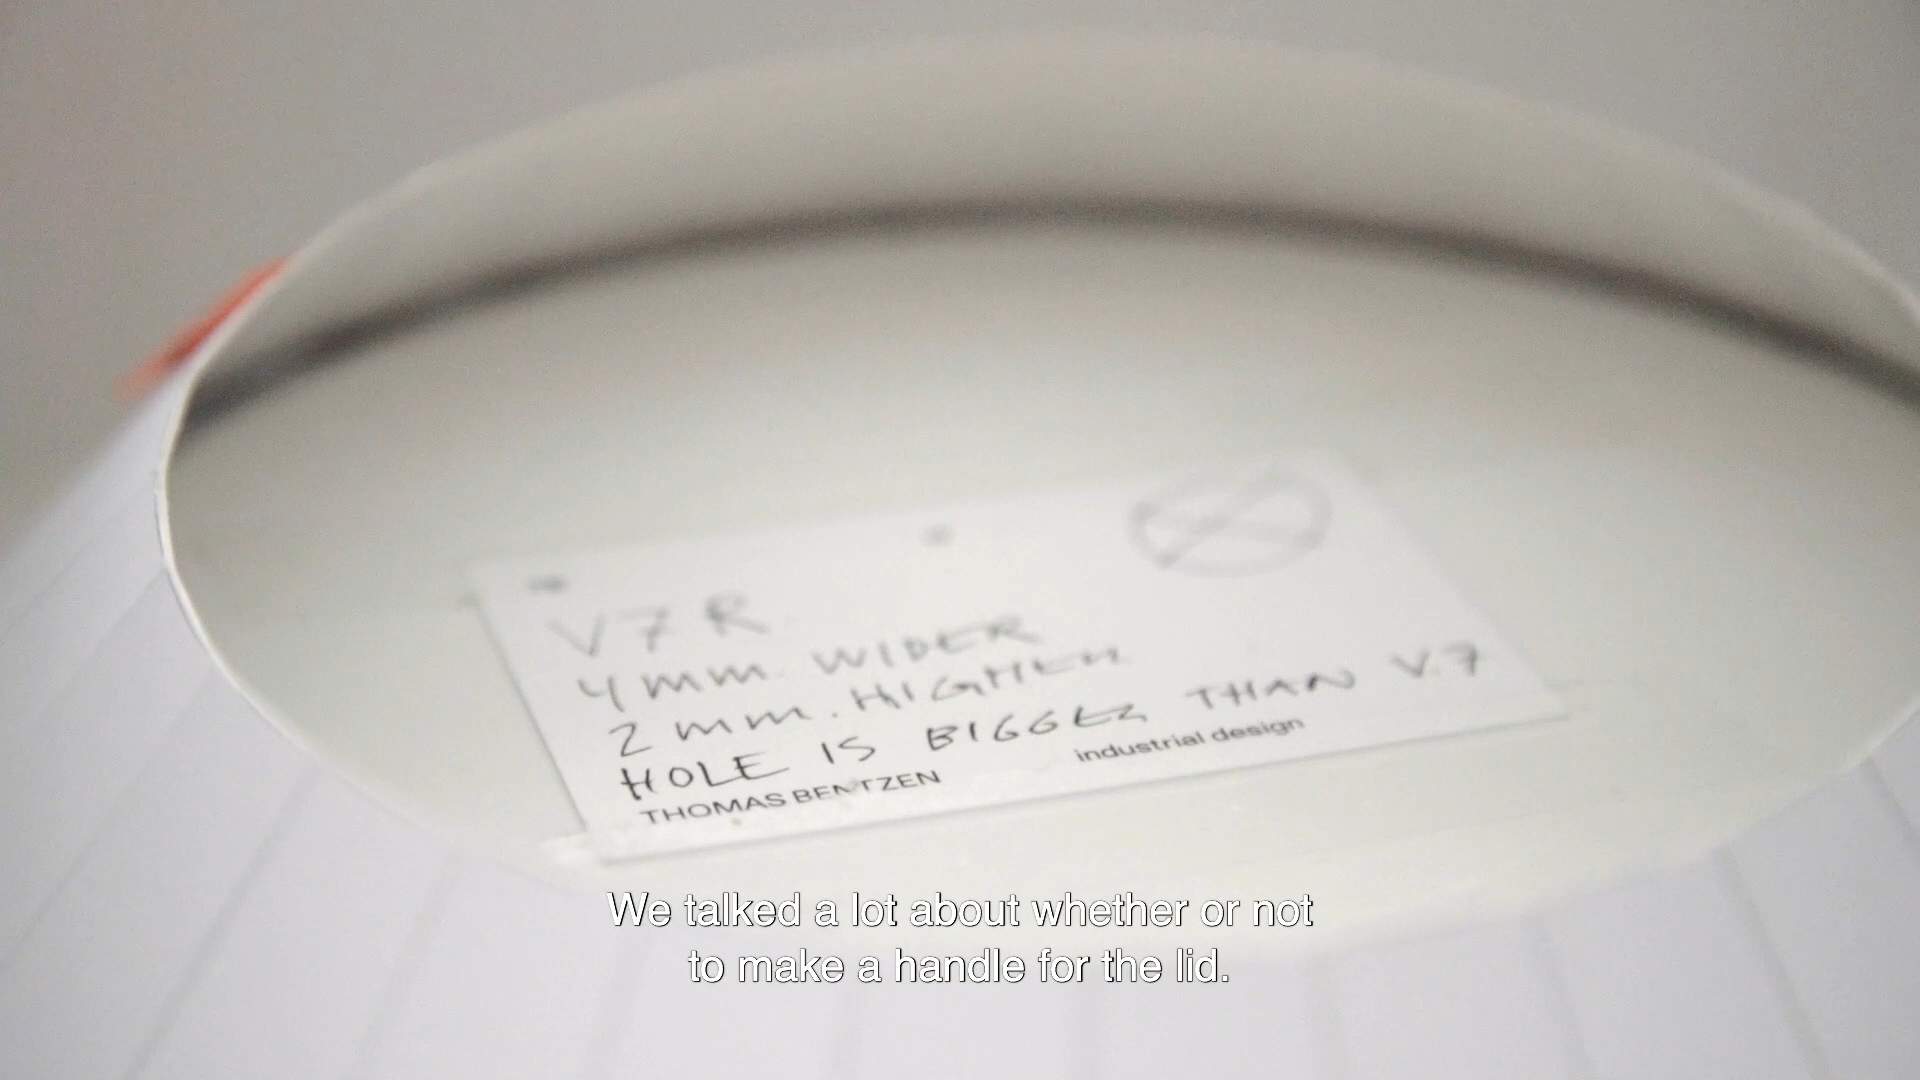 V7R
4mm. WIDER
2mm. HIGHER
HOLE IS BIGGER THAN V.7
THOMAS BENTZEN industrial design
We talked a lot about whether or not
to make a handle for the lid.